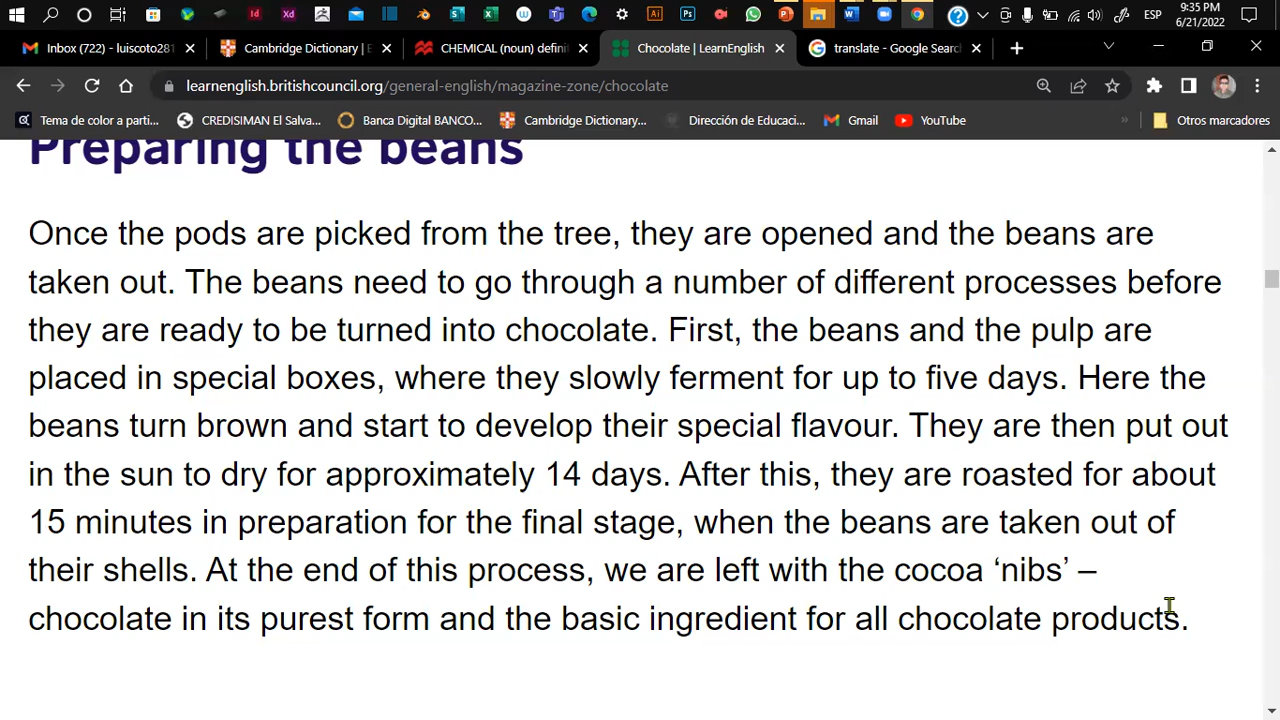 9:35 PM
ESP
6/21/2022
Inbox (722) - luiscoto281
Cambridge Dictionary | E
CHEMICAL (noun) defini
Chocolate | LearnEnglish
translate - Google Searc
learnenglish.britishcouncil.org/general-english/magazine-zone/chocolate
Tema de color a parti...
CREDISIMAN El Salva...
Banca Digital BANCO...
Cambridge Dictionary...
Dirección de Educaci...
Gmail
YouTube
Otros marcadores
Preparing the beans
Once the pods are picked from the tree, they are opened and the beans are
taken out. The beans need to go through a number of different processes before
they are ready to be turned into chocolate. First, the beans and the pulp are
placed in special boxes, where they slowly ferment for up to five days. Here the
beans turn brown and start to develop their special flavour. They are then put out
in the sun to dry for approximately 14 days. After this, they are roasted for about
15 minutes in preparation for the final stage, when the beans are taken out of
their shells. At the end of this process, we are left with the cocoa ‘nibs’ –
chocolate in its purest form and the basic ingredient for all chocolate products.